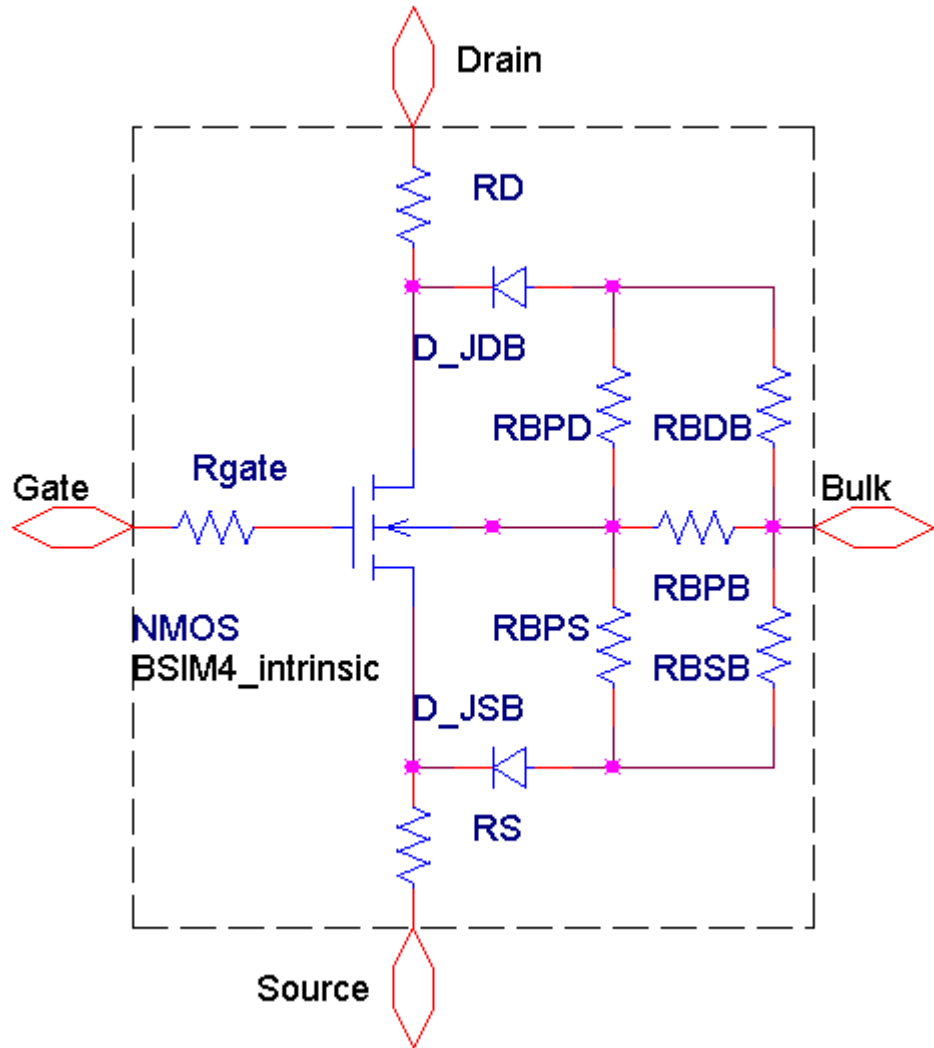 Drain
RD
D_JDB
RBPD
RBDB
Rgate
Gate
Bulk
RBPB
NMOS
BSIM4_intrinsic
RBPS
RBSB
D_JSB
RS
Source